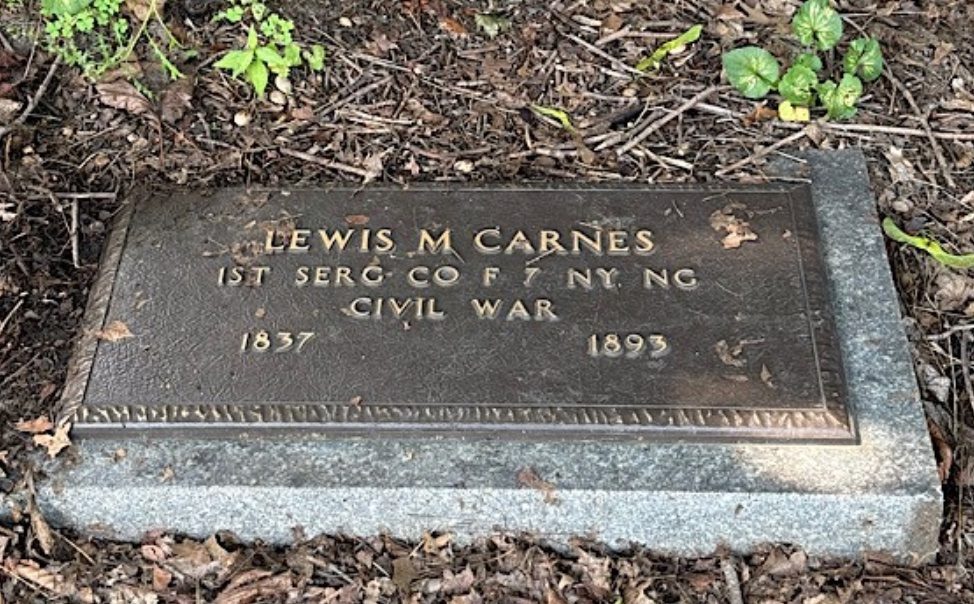 LEWIS M CARNES
1ST SERG CO F 7 NY NG
CIVIL WAR
1837 1893